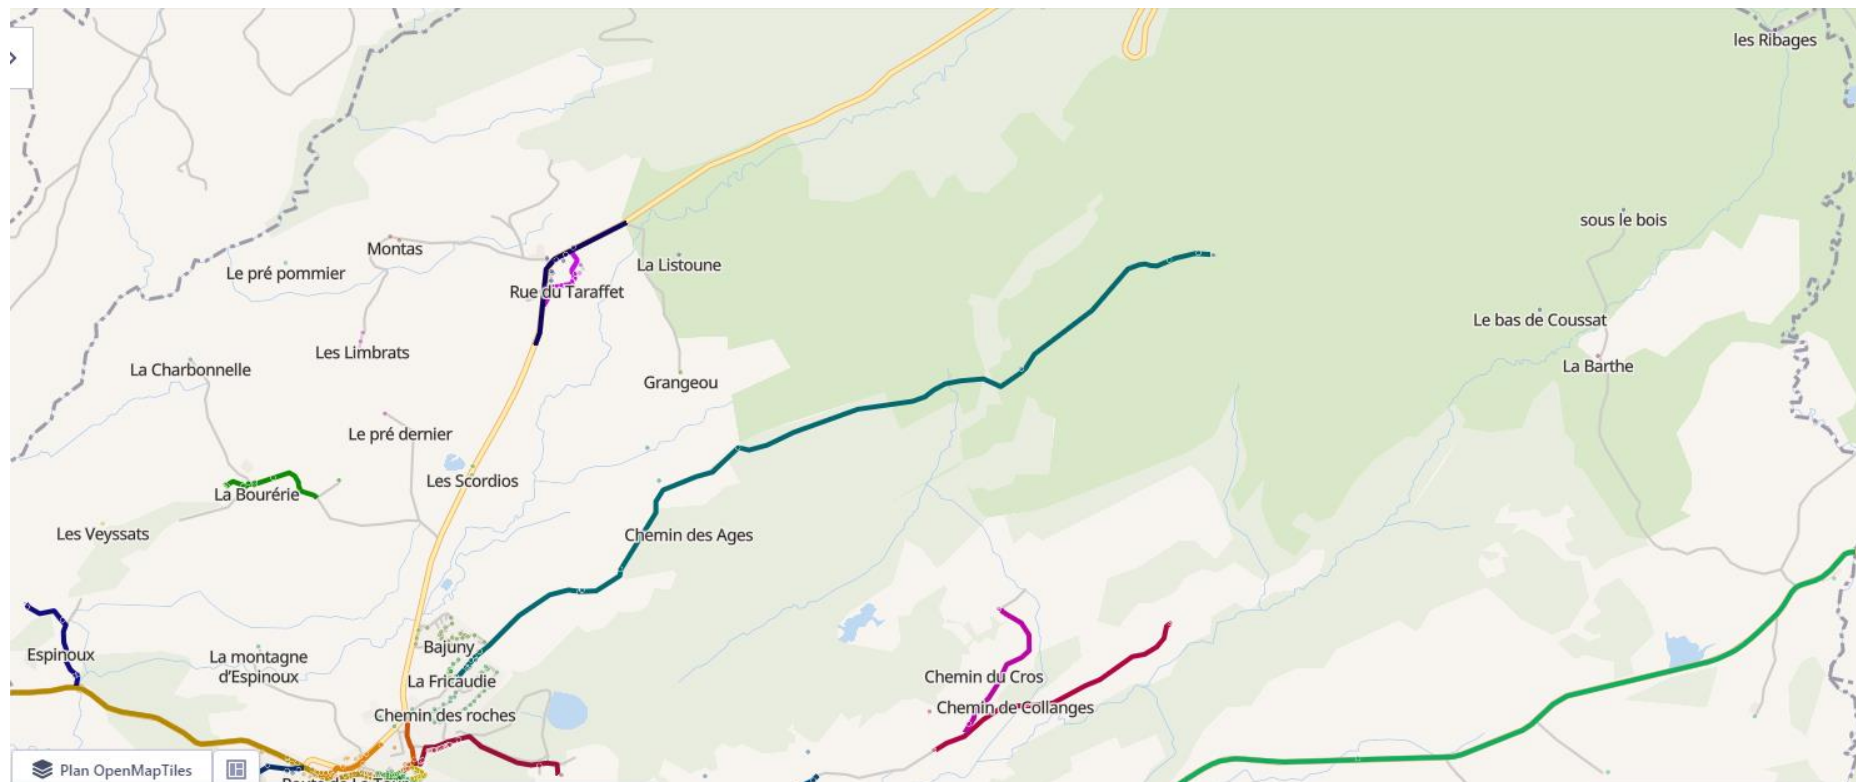 les Ribages
sous le bois
Montas
La Listoune
Le pré pommier
Rue du Taraffet
Le bas de Coussat
Les Limbrats
La Charbonnelle
La Barthe
Grangeou
Le pré dernier
Les Scordios
La Bourérie
Les Veyssats
Chemin des Ages
Bajuny
Espinoux
La montagne
d'Espinoux
La Fricaudie
Chemin du Cros
Chemin de Collanges
Chemin des roches
Plan OpenMapTiles